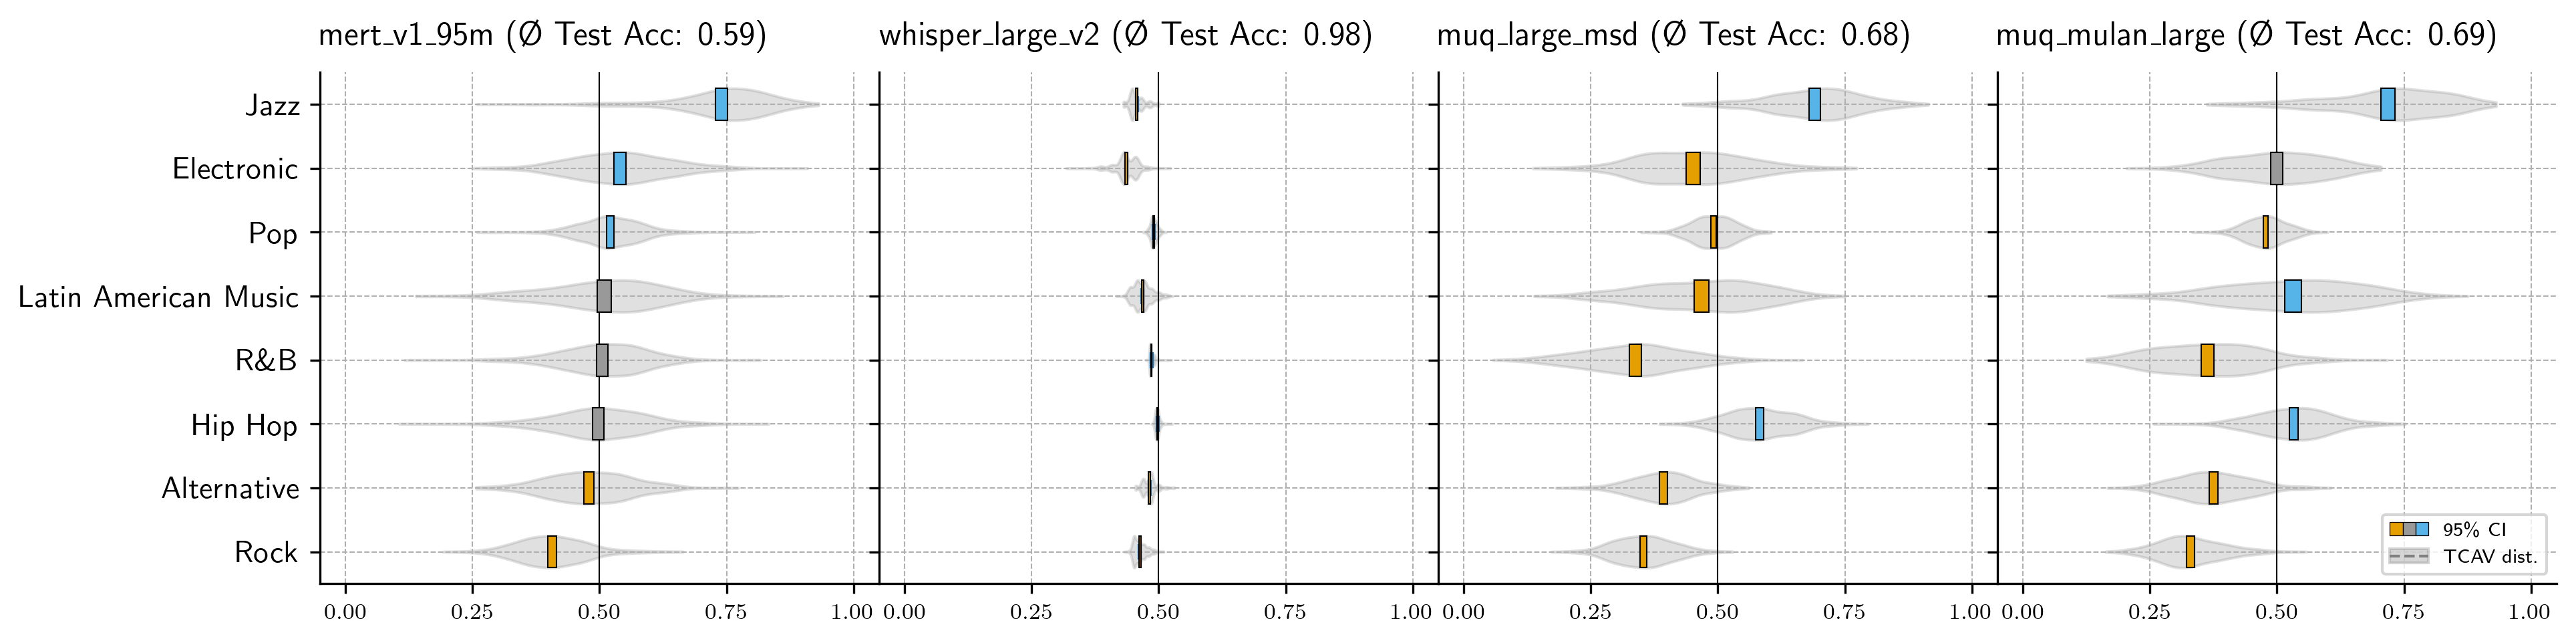 mert_v1_95m (Ø Test Acc: 0.59)
whisper_large_v2 (Ø Test Acc: 0.98)
muq_large_msd (Ø Test Acc: 0.68)
muq_mulan_large (Ø Test Acc: 0.69)
Jazz
Electronic
Pop
Latin American Music
R&B
Hip Hop
Alternative
Rock
95% CI
TCAV dist.
0.00 0.25 0.50 0.75 1.00
0.00 0.25 0.50 0.75 1.00
0.00 0.25 0.50 0.75 1.00
0.00 0.25 0.50 0.75 1.00